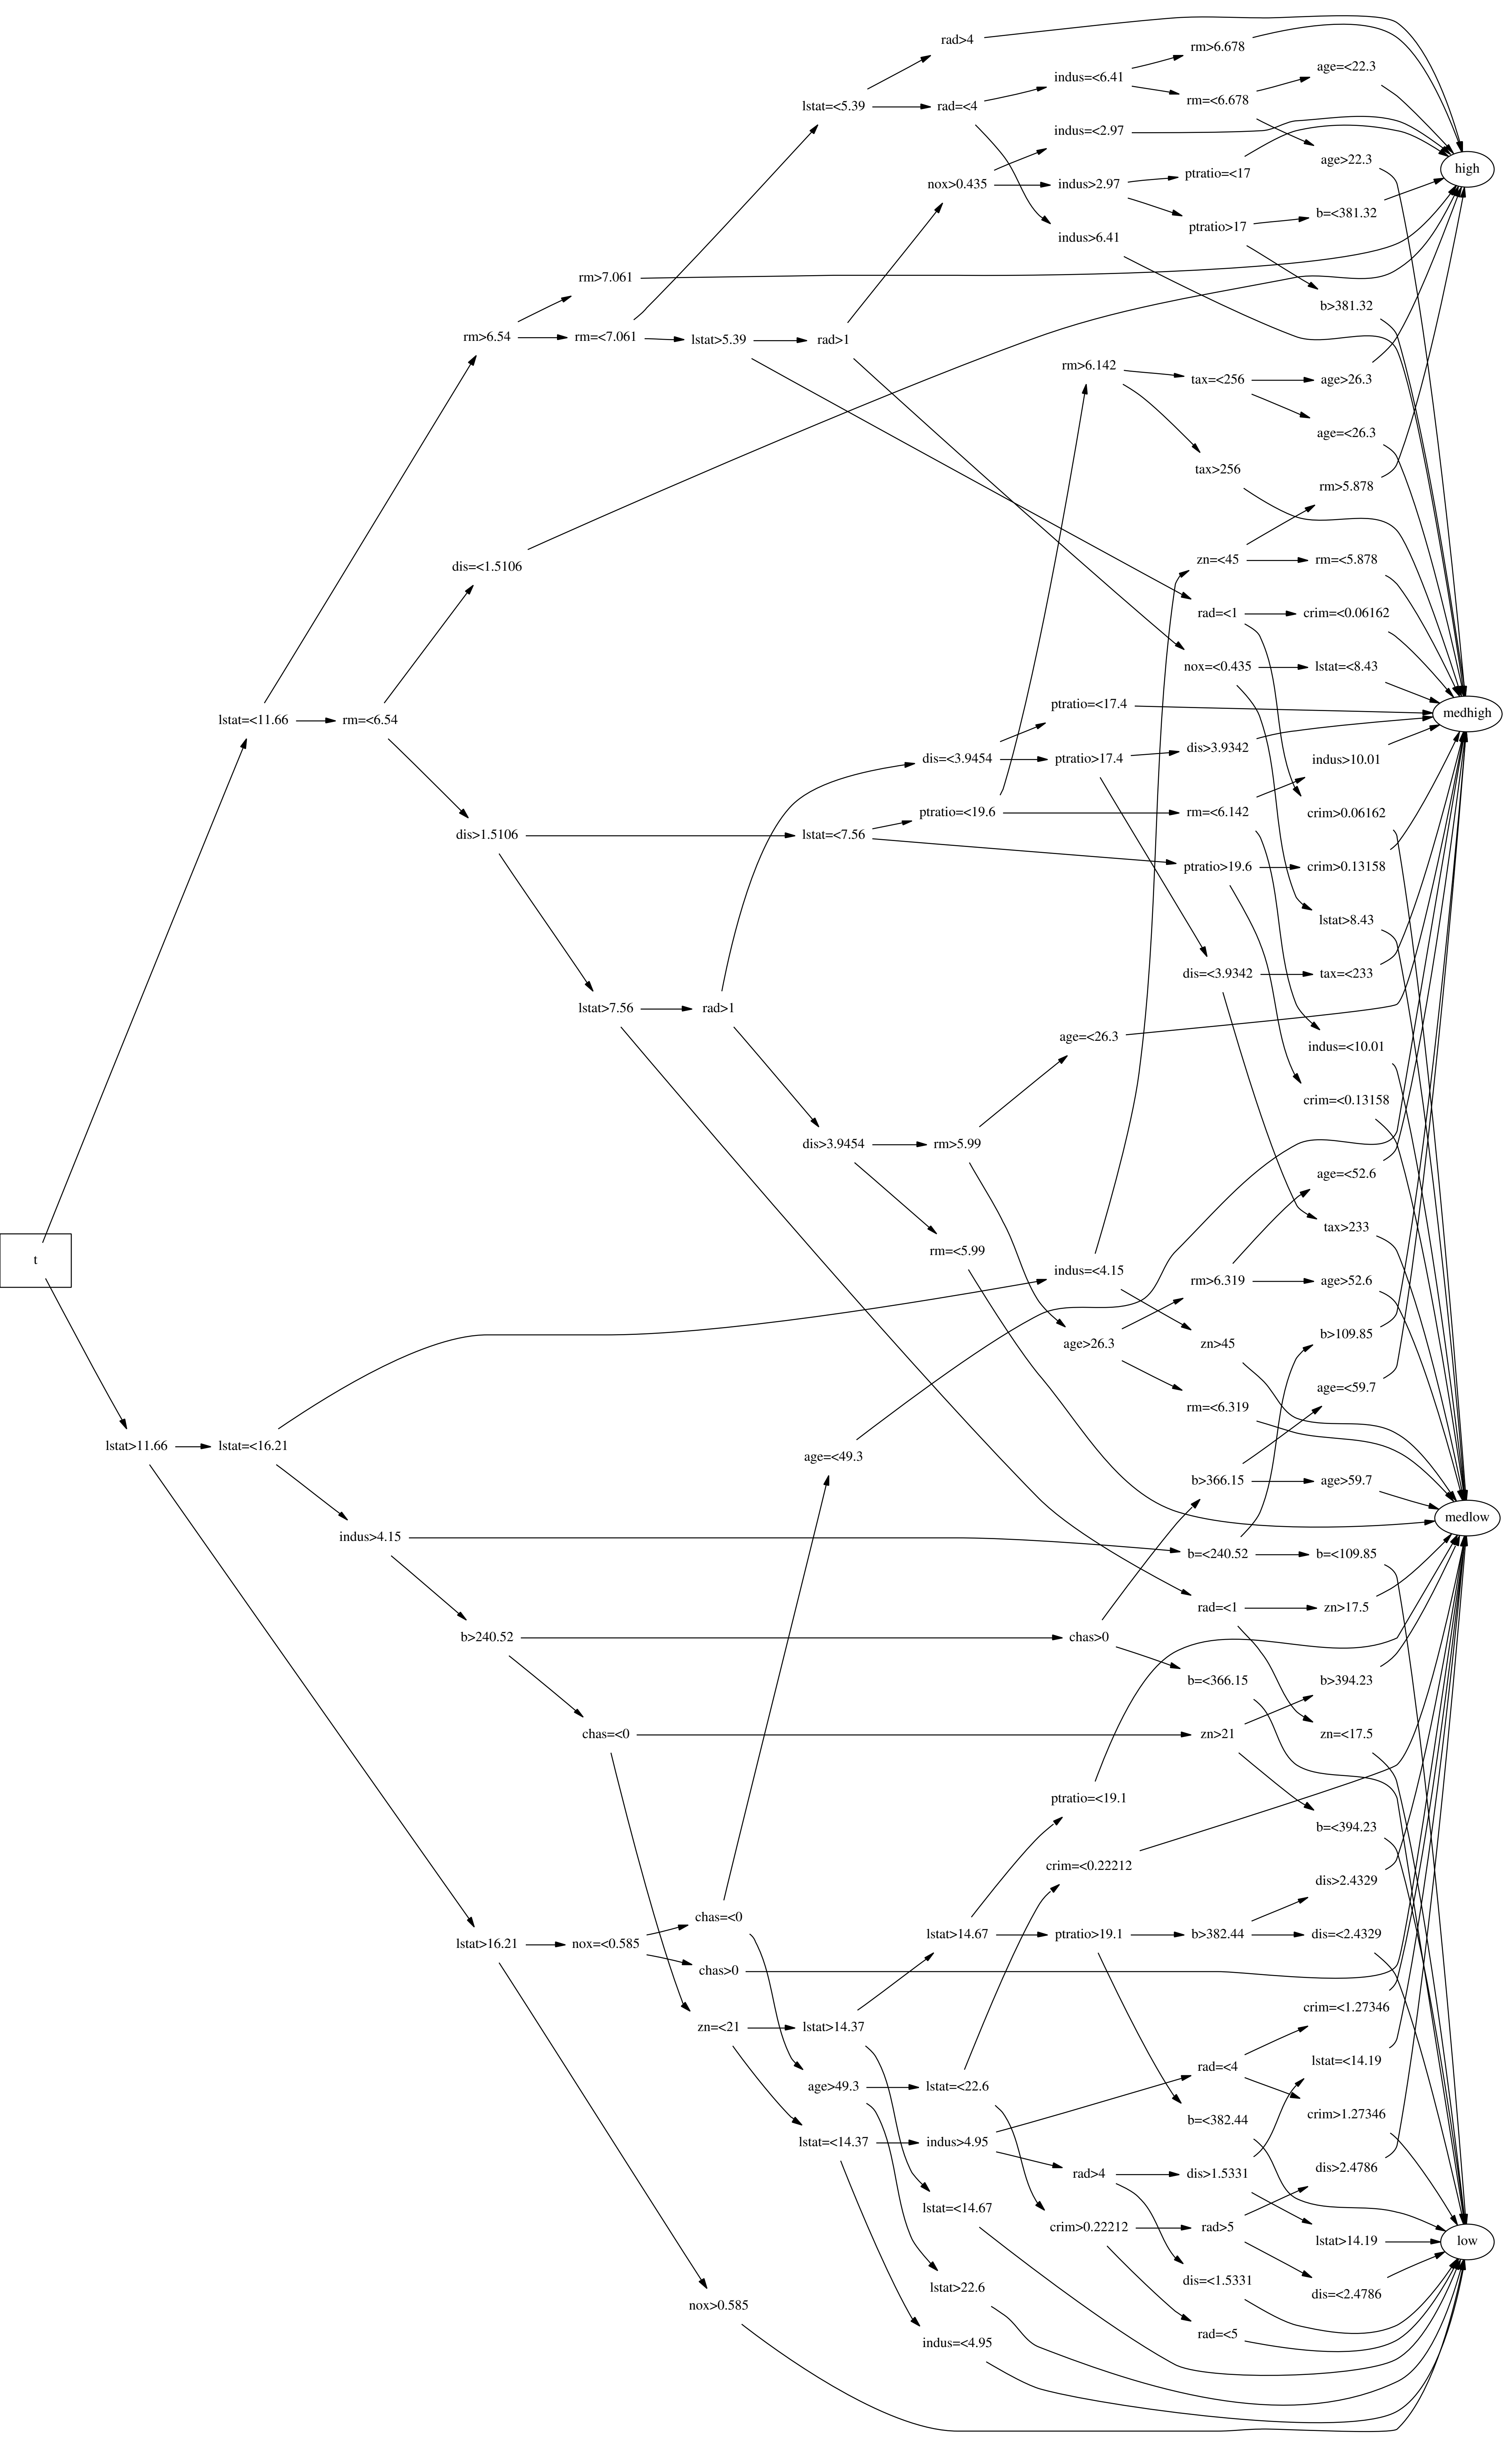 rad>4
rm>6.678
age=<22.3
indus=<6.41
rm=<6.678
lstat=<5.39
rad=<4
indus=<2.97
age>22.3
high
ptratio=<17
nox>0.435
indus>2.97
b=<381.32
ptratio>17
indus>6.41
rm>7.061
b>381.32
rm>6.54
rm=<7.061
lstat>5.39
rad>1
rm>6.142
tax=<256
age>26.3
age=<26.3
tax>256
rm>5.878
dis=<1.5106
zn=<45
rm=<5.878
rad=<1
crim=<0.06162
nox=<0.435
lstat=<8.43
ptratio=<17.4
medhigh
lstat=<11.66
rm=<6.54
dis>3.9342
dis=<3.9454
ptratio>17.4
indus>10.01
ptratio=<19.6
rm=<6.142
crim>0.06162
dis>1.5106
lstat=<7.56
ptratio>19.6
crim>0.13158
lstat>8.43
dis=<3.9342
tax=<233
lstat>7.56
rad>1
age=<26.3
indus=<10.01
crim=<0.13158
dis>3.9454
rm>5.99
age=<52.6
tax>233
rm=<5.99
t
indus=<4.15
rm>6.319
age>52.6
b>109.85
age>26.3
zn>45
age=<59.7
rm=<6.319
lstat>11.66
lstat=<16.21
age=<49.3
b>366.15
age>59.7
medlow
indus>4.15
b=<240.52
b=<109.85
rad=<1
zn>17.5
b>240.52
chas>0
b=<366.15
b>394.23
chas=<0
zn>21
zn=<17.5
ptratio=<19.1
b=<394.23
crim=<0.22212
dis>2.4329
chas=<0
lstat>14.67
ptratio>19.1
b>382.44
dis=<2.4329
lstat>16.21
nox=<0.585
chas>0
crim=<1.27346
zn=<21
lstat>14.37
lstat=<14.19
rad=<4
age>49.3
lstat=<22.6
crim>1.27346
b=<382.44
lstat=<14.37
indus>4.95
dis>2.4786
rad>4
dis>1.5331
lstat=<14.67
crim>0.22212
rad>5
lstat>14.19
low
dis=<1.5331
lstat>22.6
dis=<2.4786
nox>0.585
rad=<5
indus=<4.95